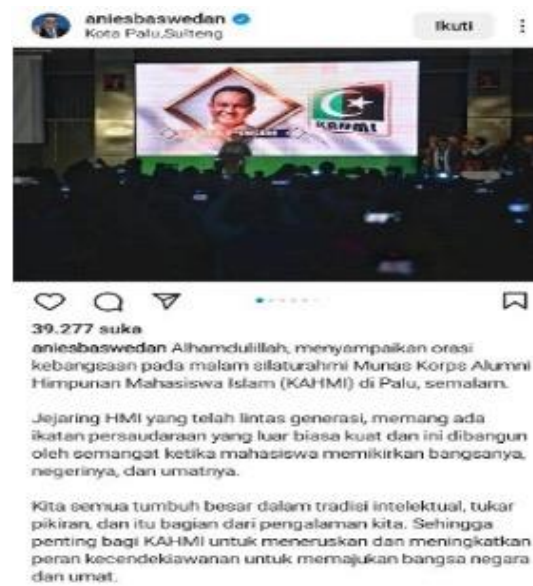 aniesbaswedan
Kota Palu,Sulteng
Ikuti
KAHMI
39.277 suka
aniesbaswedan Alhamdulillah, menyampaikan orasi
kebangsaan pada malam silaturahmi Munas Korps Alumni
Himpunan Mahasiswa Islam (KAHMI) di Palu, semalam.
Jejaring HMI yang telah lintas generasi, memang ada
ikatan persaudaraan yang luar biasa kuat dan ini dibangun
oleh semangat ketika mahasiswa memikirkan bangsanya,
negerinya, dan umatnya.
Kita semua tumbuh besar dalam tradisi intelektual, tukar
pikiran, dan itu bagian dari pengalaman kita. Sehingga
penting bagi KAHMI untuk meneruskan dan meningkatkan
peran kecendekiawanan untuk memajukan bangsa negara
dan umat.